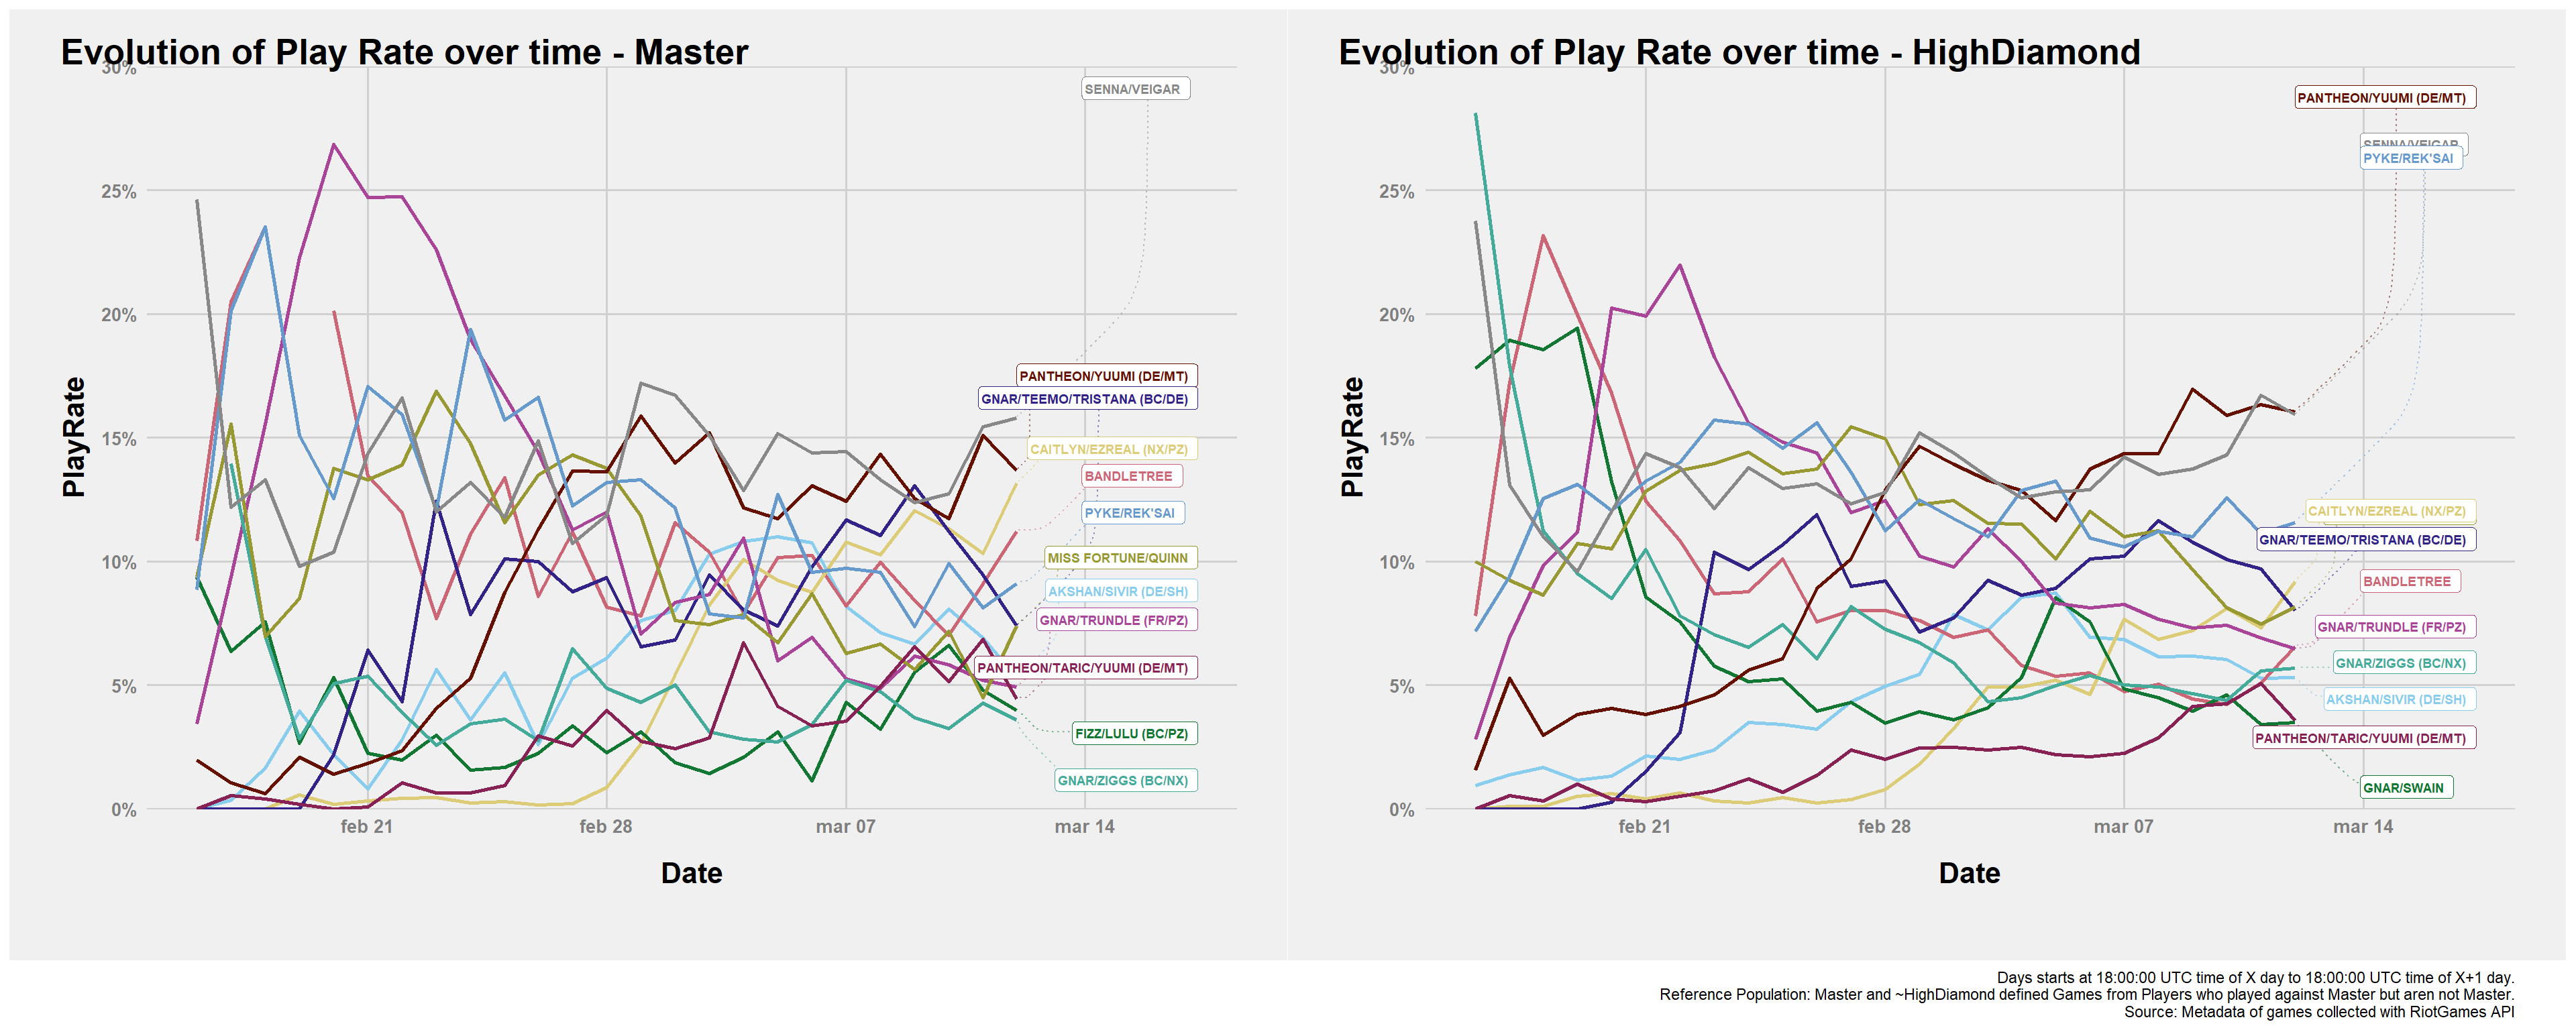 Evolution of Play Rate over time - Master
30%
25%
20%
15%
10%
5%
0%
PlayRate
SENNA/VEIGAR
PANTHEON/YUUMI (DE/MT)
GNAR/TEEMO/TRISTANA (BC/DE)
CAITLYN/EZREAL (NX/PZ)
BANDLETREE
PYKE/REK'SAI
MISS FORTUNE/QUINN
AKSHAN/SIVIR (DE/SH)
GNAR/TRUNDLE (FR/PZ)
PANTHEON/TARIC/YUUMI (DE/MT)
FIZZ/LULU (BC/PZ)
GNAR/ZIGGS (BC/NX)
feb 21
feb 28
mar 07
mar 14
Date
Evolution of Play Rate over time - HighDiamond
30%
25%
20%
15%
10%
5%
0%
PlayRate
PANTHEON/YUUMI (DE/MT)
SENNA/VEIGAR
PYKE/REK'SAI
CAITLYN/EZREAL (NX/PZ)
GNAR/TEEMO/TRISTANA (BC/DE)
BANDLETREE
GNAR/TRUNDLE (FR/PZ)
GNAR/ZIGGS (BC/NX)
AKSHAN/SIVIR (DE/SH)
PANTHEON/TARIC/YUUMI (DE/MT)
GNAR/SWAIN
feb 21
feb 28
mar 07
mar 14
Date
Days starts at 18:00:00 UTC time of X day to 18:00:00 UTC time of X+1 day.
Reference Population: Master and ~HighDiamond defined Games from Players who played against Master but aren not Master.
Source: Metadata of games collected with RiotGames API